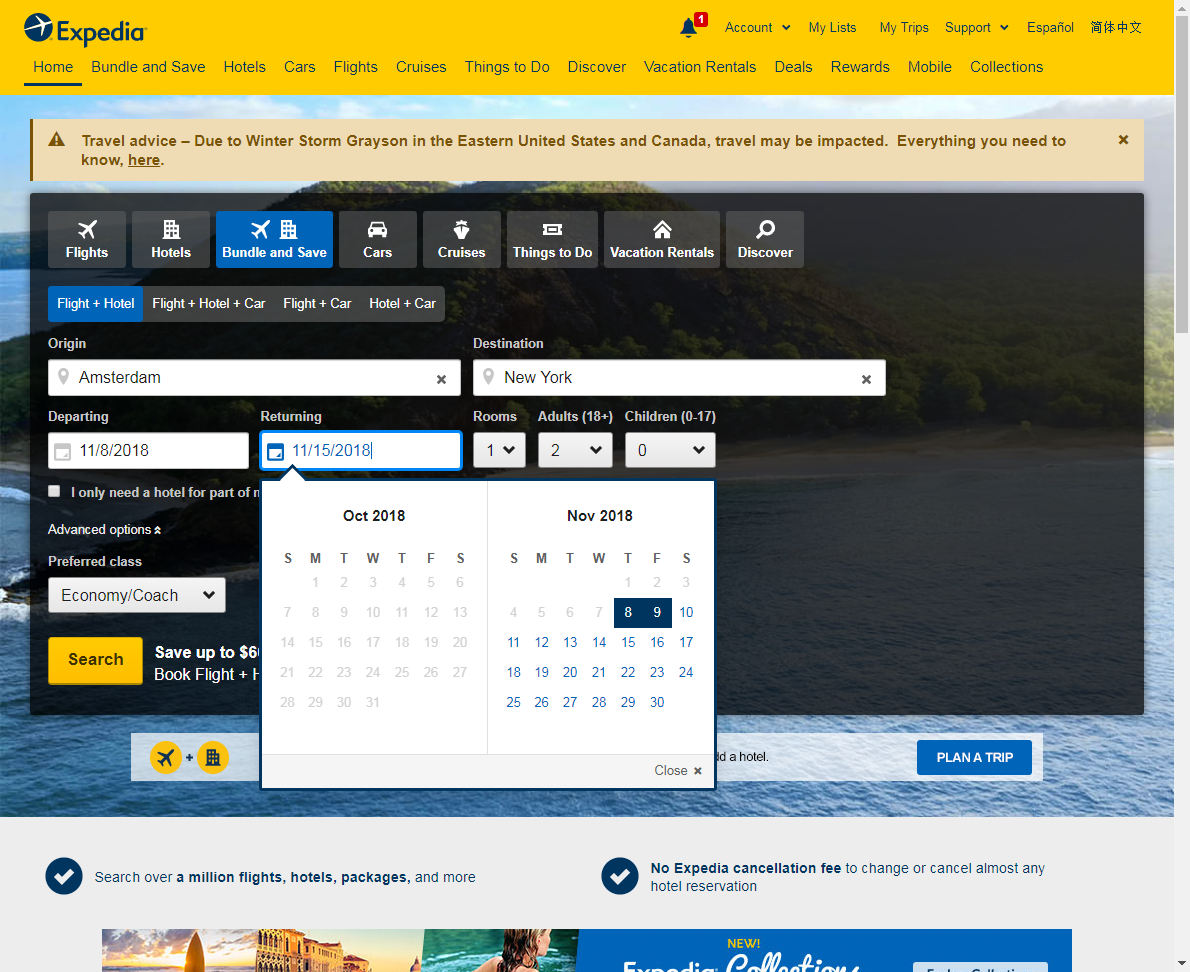 Expedia
1
Account
My Lists
My Trips
Support
Español
简体中文
Home
Bundle and Save
Hotels
Cars
Flights
Cruises
Things to Do
Discover
Vacation Rentals
Deals
Rewards
Mobile
Collections
Travel advice – Due to Winter Storm Grayson in the Eastern United States and Canada, travel may be impacted. Everything you need to
know, here.
Flights
Hotels
Bundle and Save
Cars
Cruises
Things to Do
Vacation Rentals
Discover
Flight + Hotel
Flight + Hotel + Car
Flight + Car
Hotel + Car
Origin
Destination
Amsterdam
New York
Departing
Returning
Rooms
Adults (18+)
Children (0-17)
11/8/2018
11/15/2018
1
2
0
I only need a hotel for part of
Advanced options
Preferred class
Economy/Coach
Search
Save up to $6
Book Flight +
Oct 2018
S M T W T F S
1 2 3 4 5 6
7 8 9 10 11 12 13
14 15 16 17 18 19 20
21 22 23 24 25 26 27
28 29 30 31
Nov 2018
S M T W T F S
1 2 3
4 5 6 7 8 9 10
11 12 13 14 15 16 17
18 19 20 21 22 23 24
25 26 27 28 29 30
Close
+
a hotel.
PLAN A TRIP
Search over a million flights, hotels, packages, and more
No Expedia cancellation fee to change or cancel almost any
hotel reservation
NEW!
Expedia Collections